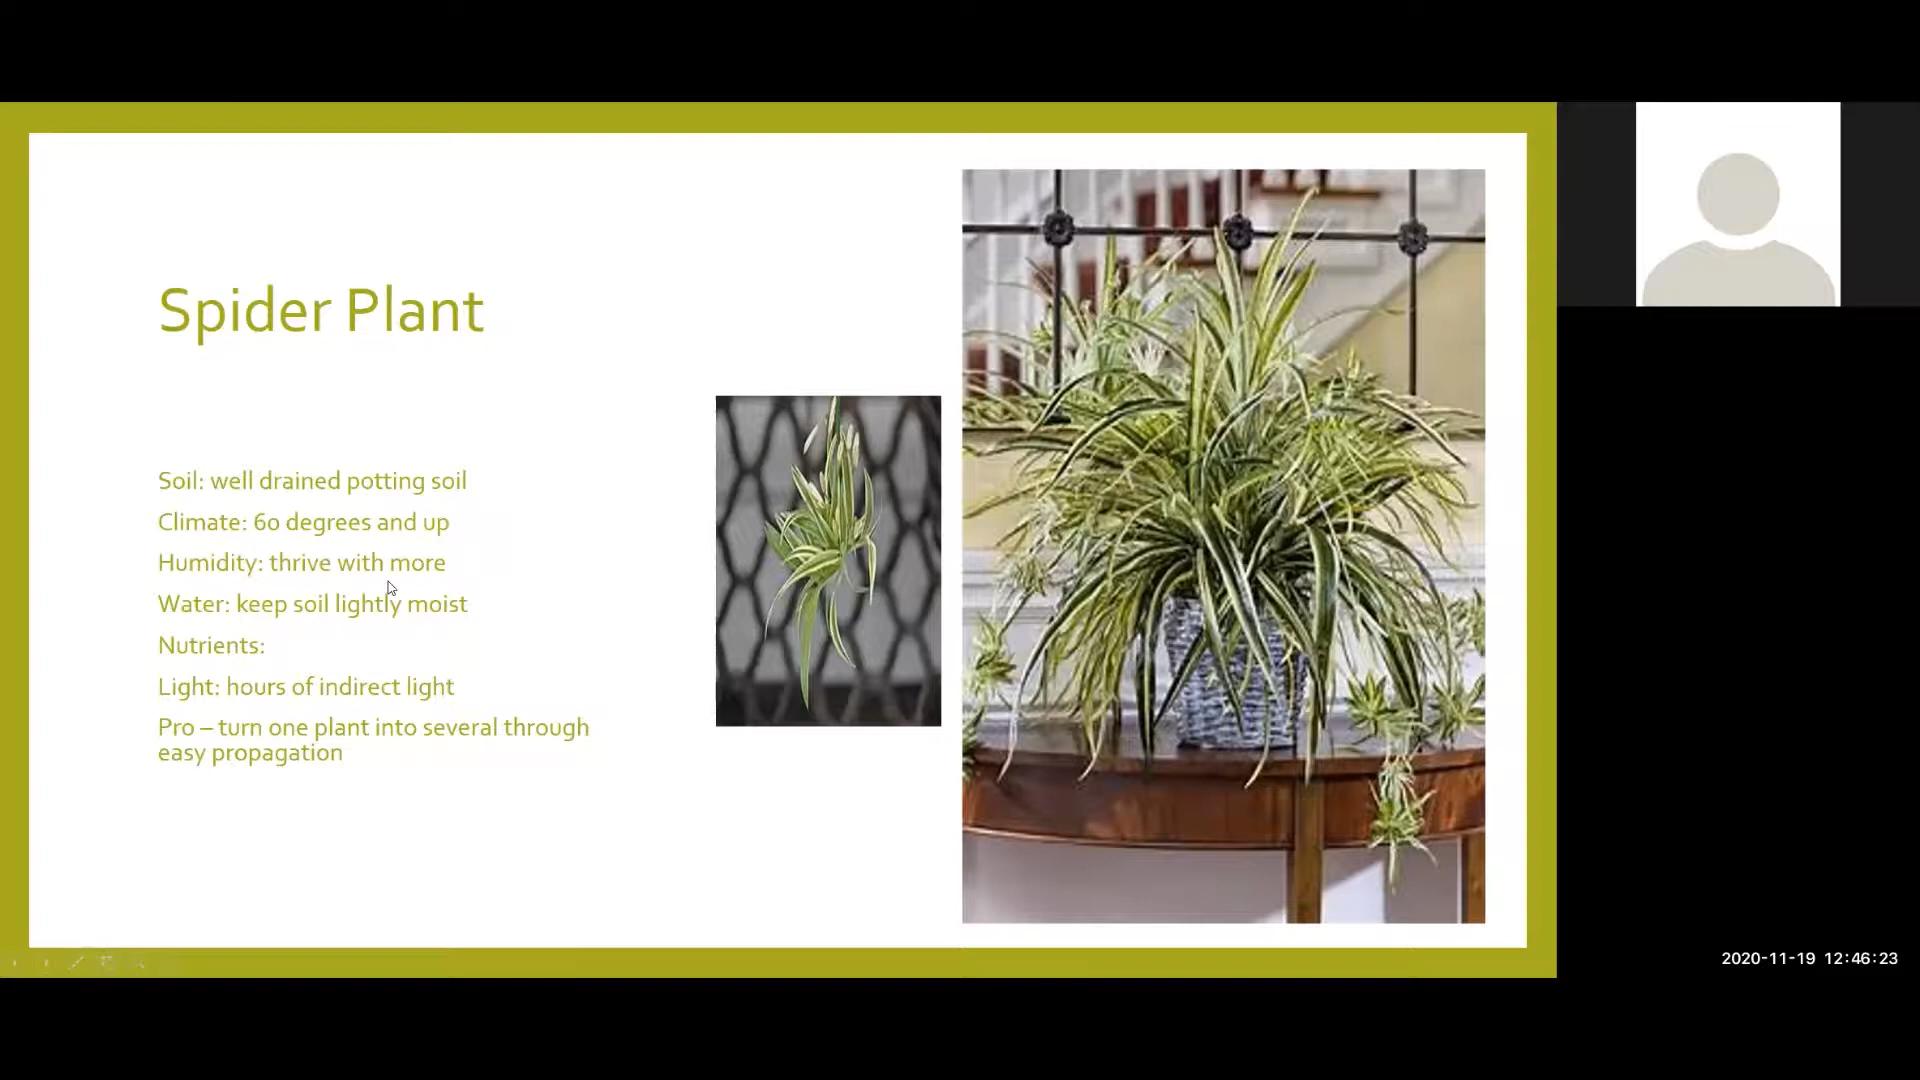 Spider Plant
Soil: well drained potting soil
Climate: 60 degrees and up
Humidity: thrive with more
Water: keep soil lightly moist
Nutrients:
Light: hours of indirect light
Pro – turn one plant into several through
easy propagation
2020-11-19 12:46:23